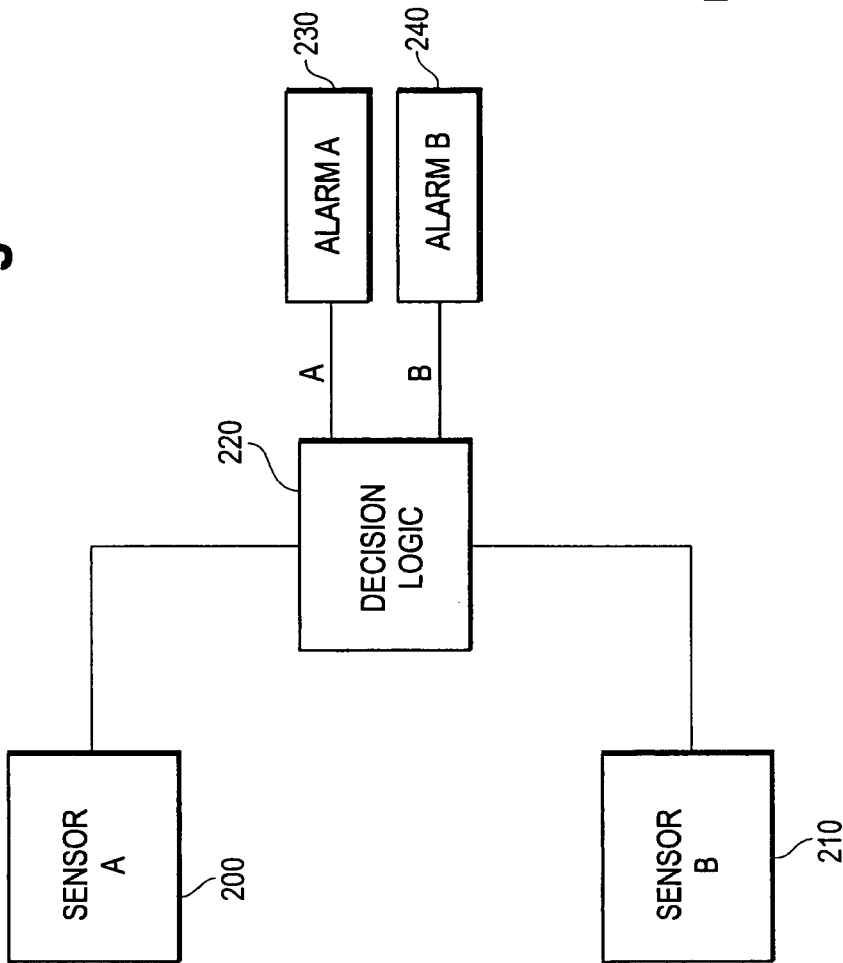 SENSOR
A
200
SENSOR
B
210
DECISION
LOGIC
220
A
B
ALARM A
230
ALARM B
240